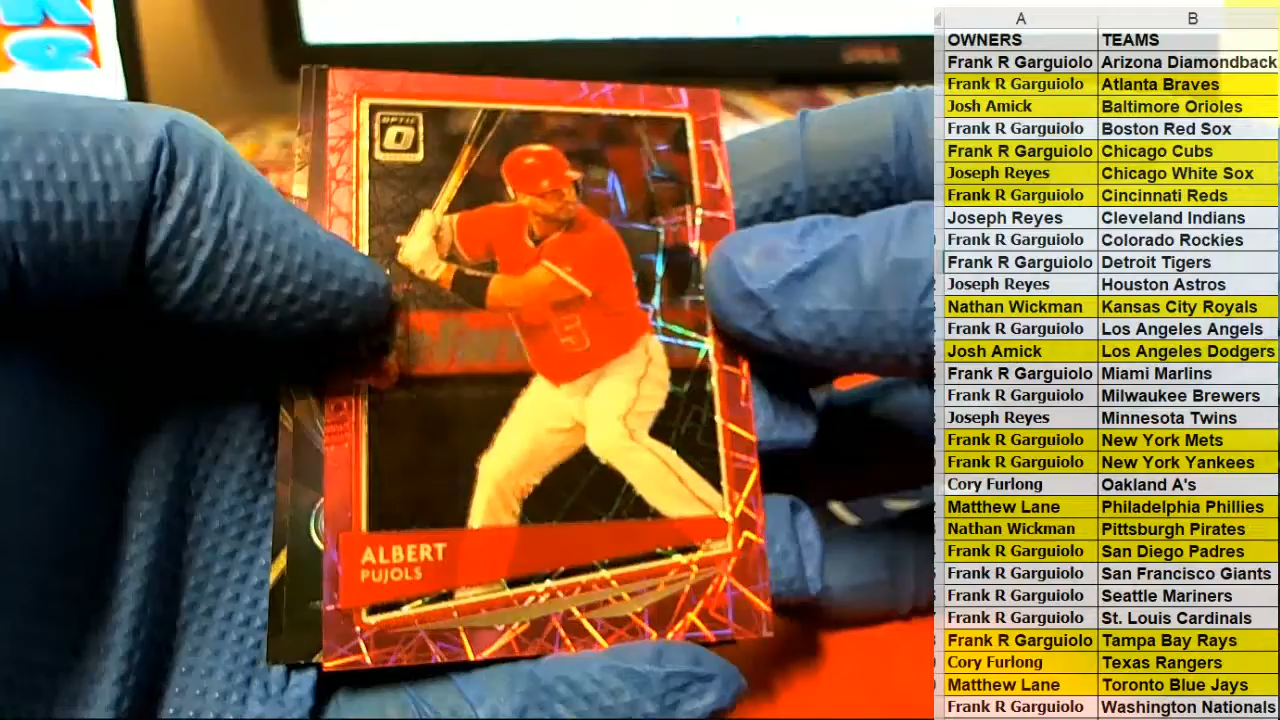 OPTIC
ALBERT
PUJOLS
DELL
A B
OWNERS TEAMS
Frank R Garguiolo Arizona Diamondback
Frank R Garguiolo Atlanta Braves
Josh Amick Baltimore Orioles
Frank R Garguiolo Boston Red Sox
Frank R Garguiolo Chicago Cubs
Joseph Reyes Chicago White Sox
Frank R Garguiolo Cincinnati Reds
Joseph Reyes Cleveland Indians
Frank R Garguiolo Colorado Rockies
Frank R Garguiolo Detroit Tigers
Joseph Reyes Houston Astros
Nathan Wickman Kansas City Royals
Frank R Garguiolo Los Angeles Angels
Josh Amick Los Angeles Dodgers
Frank R Garguiolo Miami Marlins
Frank R Garguiolo Milwaukee Brewers
Joseph Reyes Minnesota Twins
Frank R Garguiolo New York Mets
Frank R Garguiolo New York Yankees
Cory Furlong Oakland A's
Matthew Lane Philadelphia Phillies
Nathan Wickman Pittsburgh Pirates
Frank R Garguiolo San Diego Padres
Frank R Garguiolo San Francisco Giants
Frank R Garguiolo Seattle Mariners
Frank R Garguiolo St. Louis Cardinals
Frank R Garguiolo Tampa Bay Rays
Cory Furlong Texas Rangers
Matthew Lane Toronto Blue Jays
Frank R Garguiolo Washington Nationals